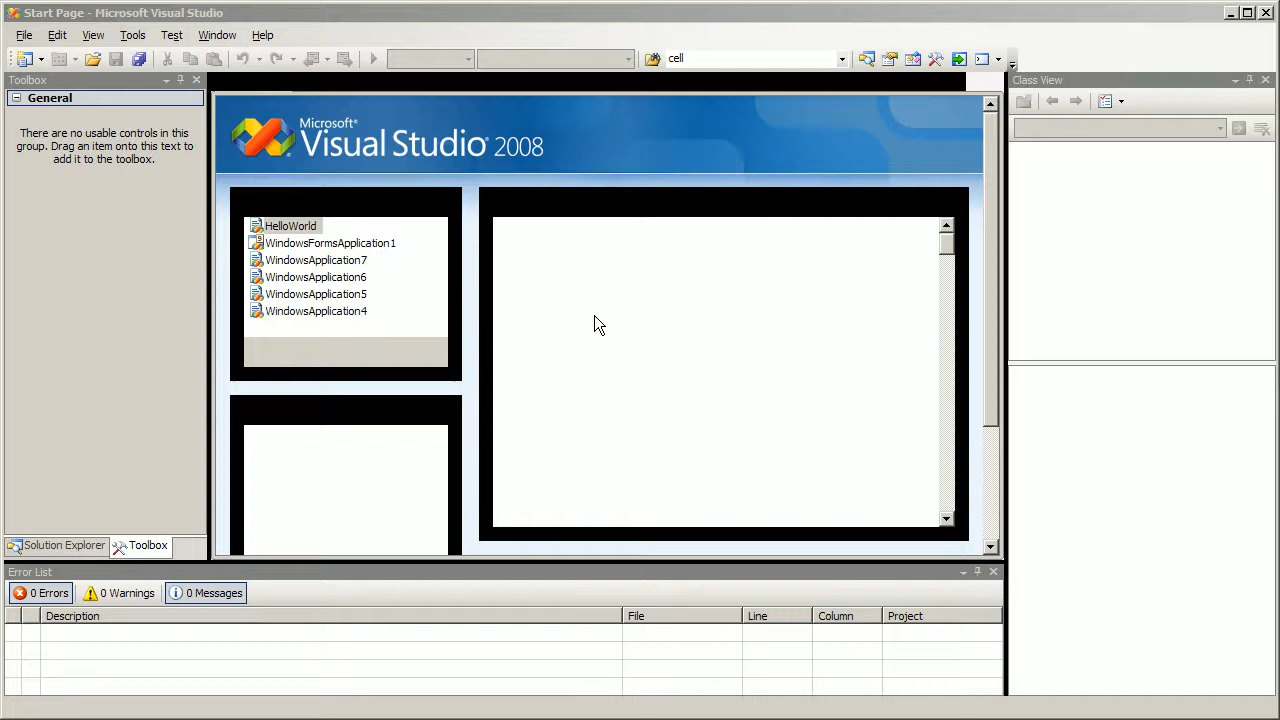 Start Page - Microsoft Visual Studio
File Edit View Tools Test Window Help
cell
Toolbox
General
There are no usable controls in this
group. Drag an item onto this text to
add it to the toolbox.
Solution Explorer Toolbox
Microsoft®
Visual Studio® 2008
HelloWorld
WindowsFormsApplication1
WindowsApplication7
WindowsApplication6
WindowsApplication5
WindowsApplication4
Class View
Error List
0 Errors 0 Warnings 0 Messages
Description File Line Column Project